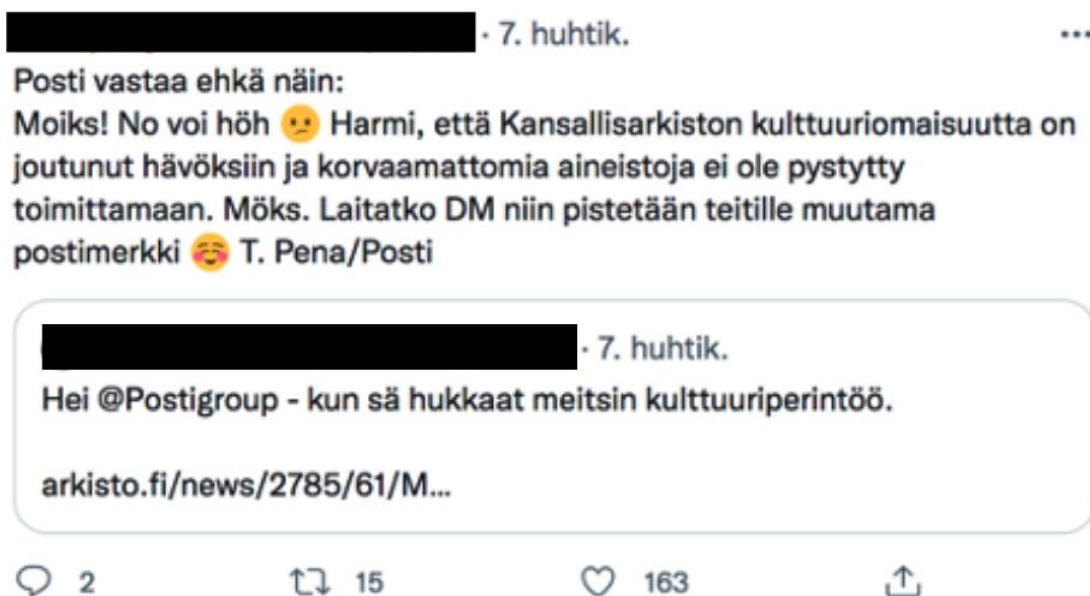 · 7. huhtik.
Posti vastaa ehkä näin:
Moiks! No voi höh 😕 Harmi, että Kansallisarkiston kulttuuriomaisuutta on
joutunut hävöksiin ja korvaamattomia aineistoja ei ole pystytty
toimittamaan. Möks. Laitatko DM niin pistetään teitille muutama
postimerkki ☺️ T. Pena/Posti
· 7. huhtik.
Hei @Postigroup - kun sä hukkaat meitsin kulttuuriperintöö.
arkisto.fi/news/2785/61/M...
2 15 163